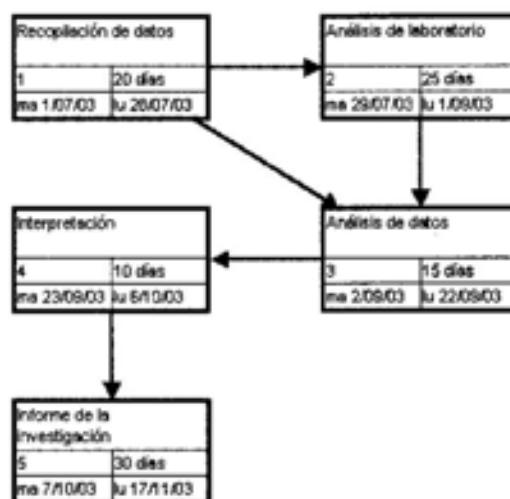 Recopilación de datos
1 20 días
ma 1/07/03 lu 28/07/03
Análisis de laboratorio
2 25 días
ma 29/07/03 lu 1/09/03
Interpretación
4 10 días
ma 23/09/03 lu 6/10/03
Análisis de datos
3 15 días
ma 2/09/03 lu 22/09/03
Informe de la
investigación
5 30 días
ma 7/10/03 lu 17/11/03